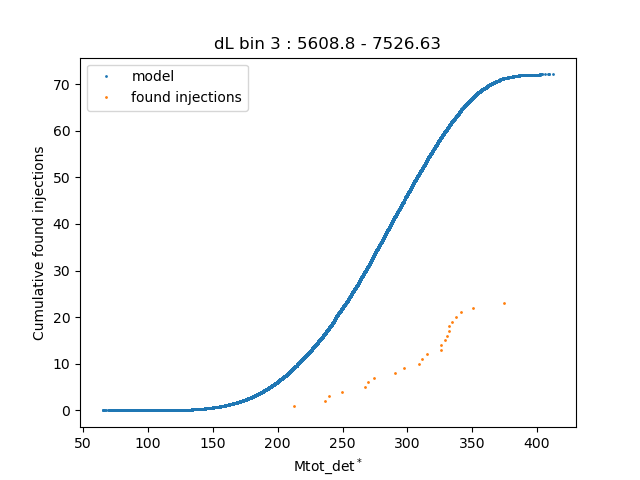 dL bin 3 : 5608.8 - 7526.63
model
found injections
Cumulative found injections
70
60
50
40
30
20
10
0
50 100 150 200 250 300 350 400
Mtot_det*